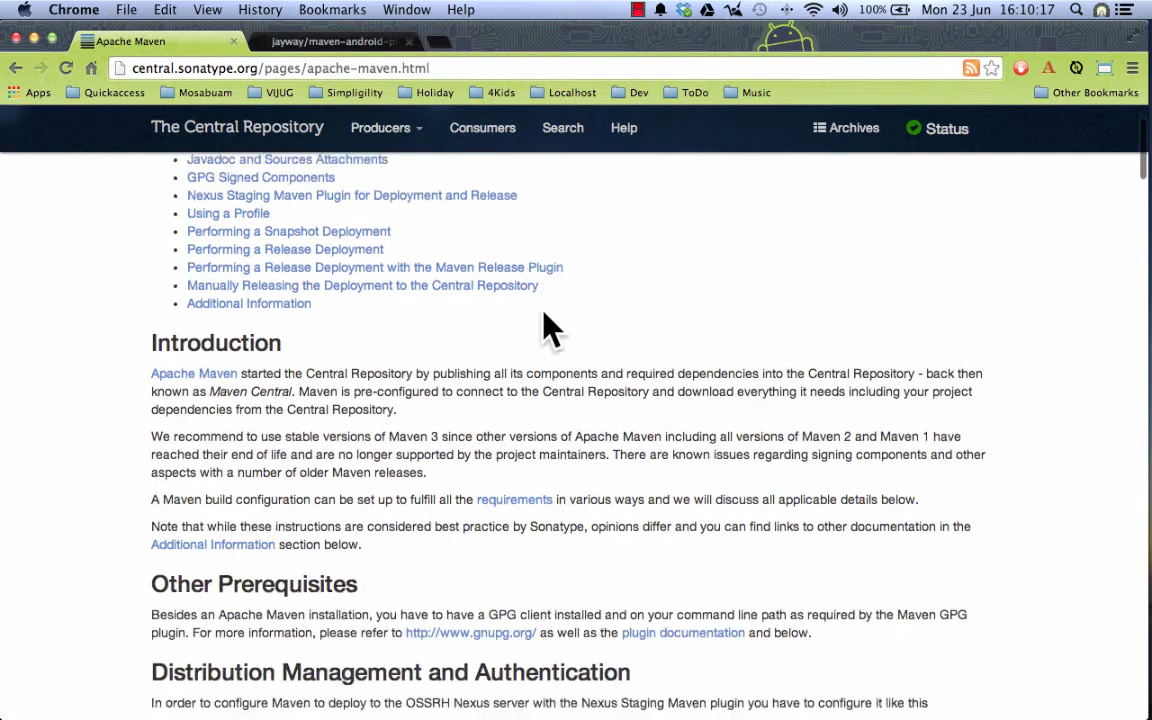 Chrome File Edit View History Bookmarks Window Help 100% Mon 23 Jun 16:10:17
Apache Maven jayway/maven-android-pl
central.sonatype.org/pages/apache-maven.html
Apps Quickaccess Mosabuam VIJUG Simpligility Holiday 4Kids Localhost Dev ToDo Music Other Bookmarks
The Central Repository Producers Consumers Search Help Archives Status
Javadoc and Sources Attachments
GPG Signed Components
Nexus Staging Maven Plugin for Deployment and Release
Using a Profile
Performing a Snapshot Deployment
Performing a Release Deployment
Performing a Release Deployment with the Maven Release Plugin
Manually Releasing the Deployment to the Central Repository
Additional Information
Introduction
Apache Maven started the Central Repository by publishing all its components and required dependencies into the Central Repository - back then
known as Maven Central. Maven is pre-configured to connect to the Central Repository and download everything it needs including your project
dependencies from the Central Repository.
We recommend to use stable versions of Maven 3 since other versions of Apache Maven including all versions of Maven 2 and Maven 1 have
reached their end of life and are no longer supported by the project maintainers. There are known issues regarding signing components and other
aspects with a number of older Maven releases.
A Maven build configuration can be set up to fulfill all the requirements in various ways and we will discuss all applicable details below.
Note that while these instructions are considered best practice by Sonatype, opinions differ and you can find links to other documentation in the
Additional Information section below.
Other Prerequisites
Besides an Apache Maven installation, you have to have a GPG client installed and on your command line path as required by the Maven GPG
plugin. For more information, please refer to http://www.gnupg.org/ as well as the plugin documentation and below.
Distribution Management and Authentication
In order to configure Maven to deploy to the OSSRH Nexus server with the Nexus Staging Maven plugin you have to configure it like this